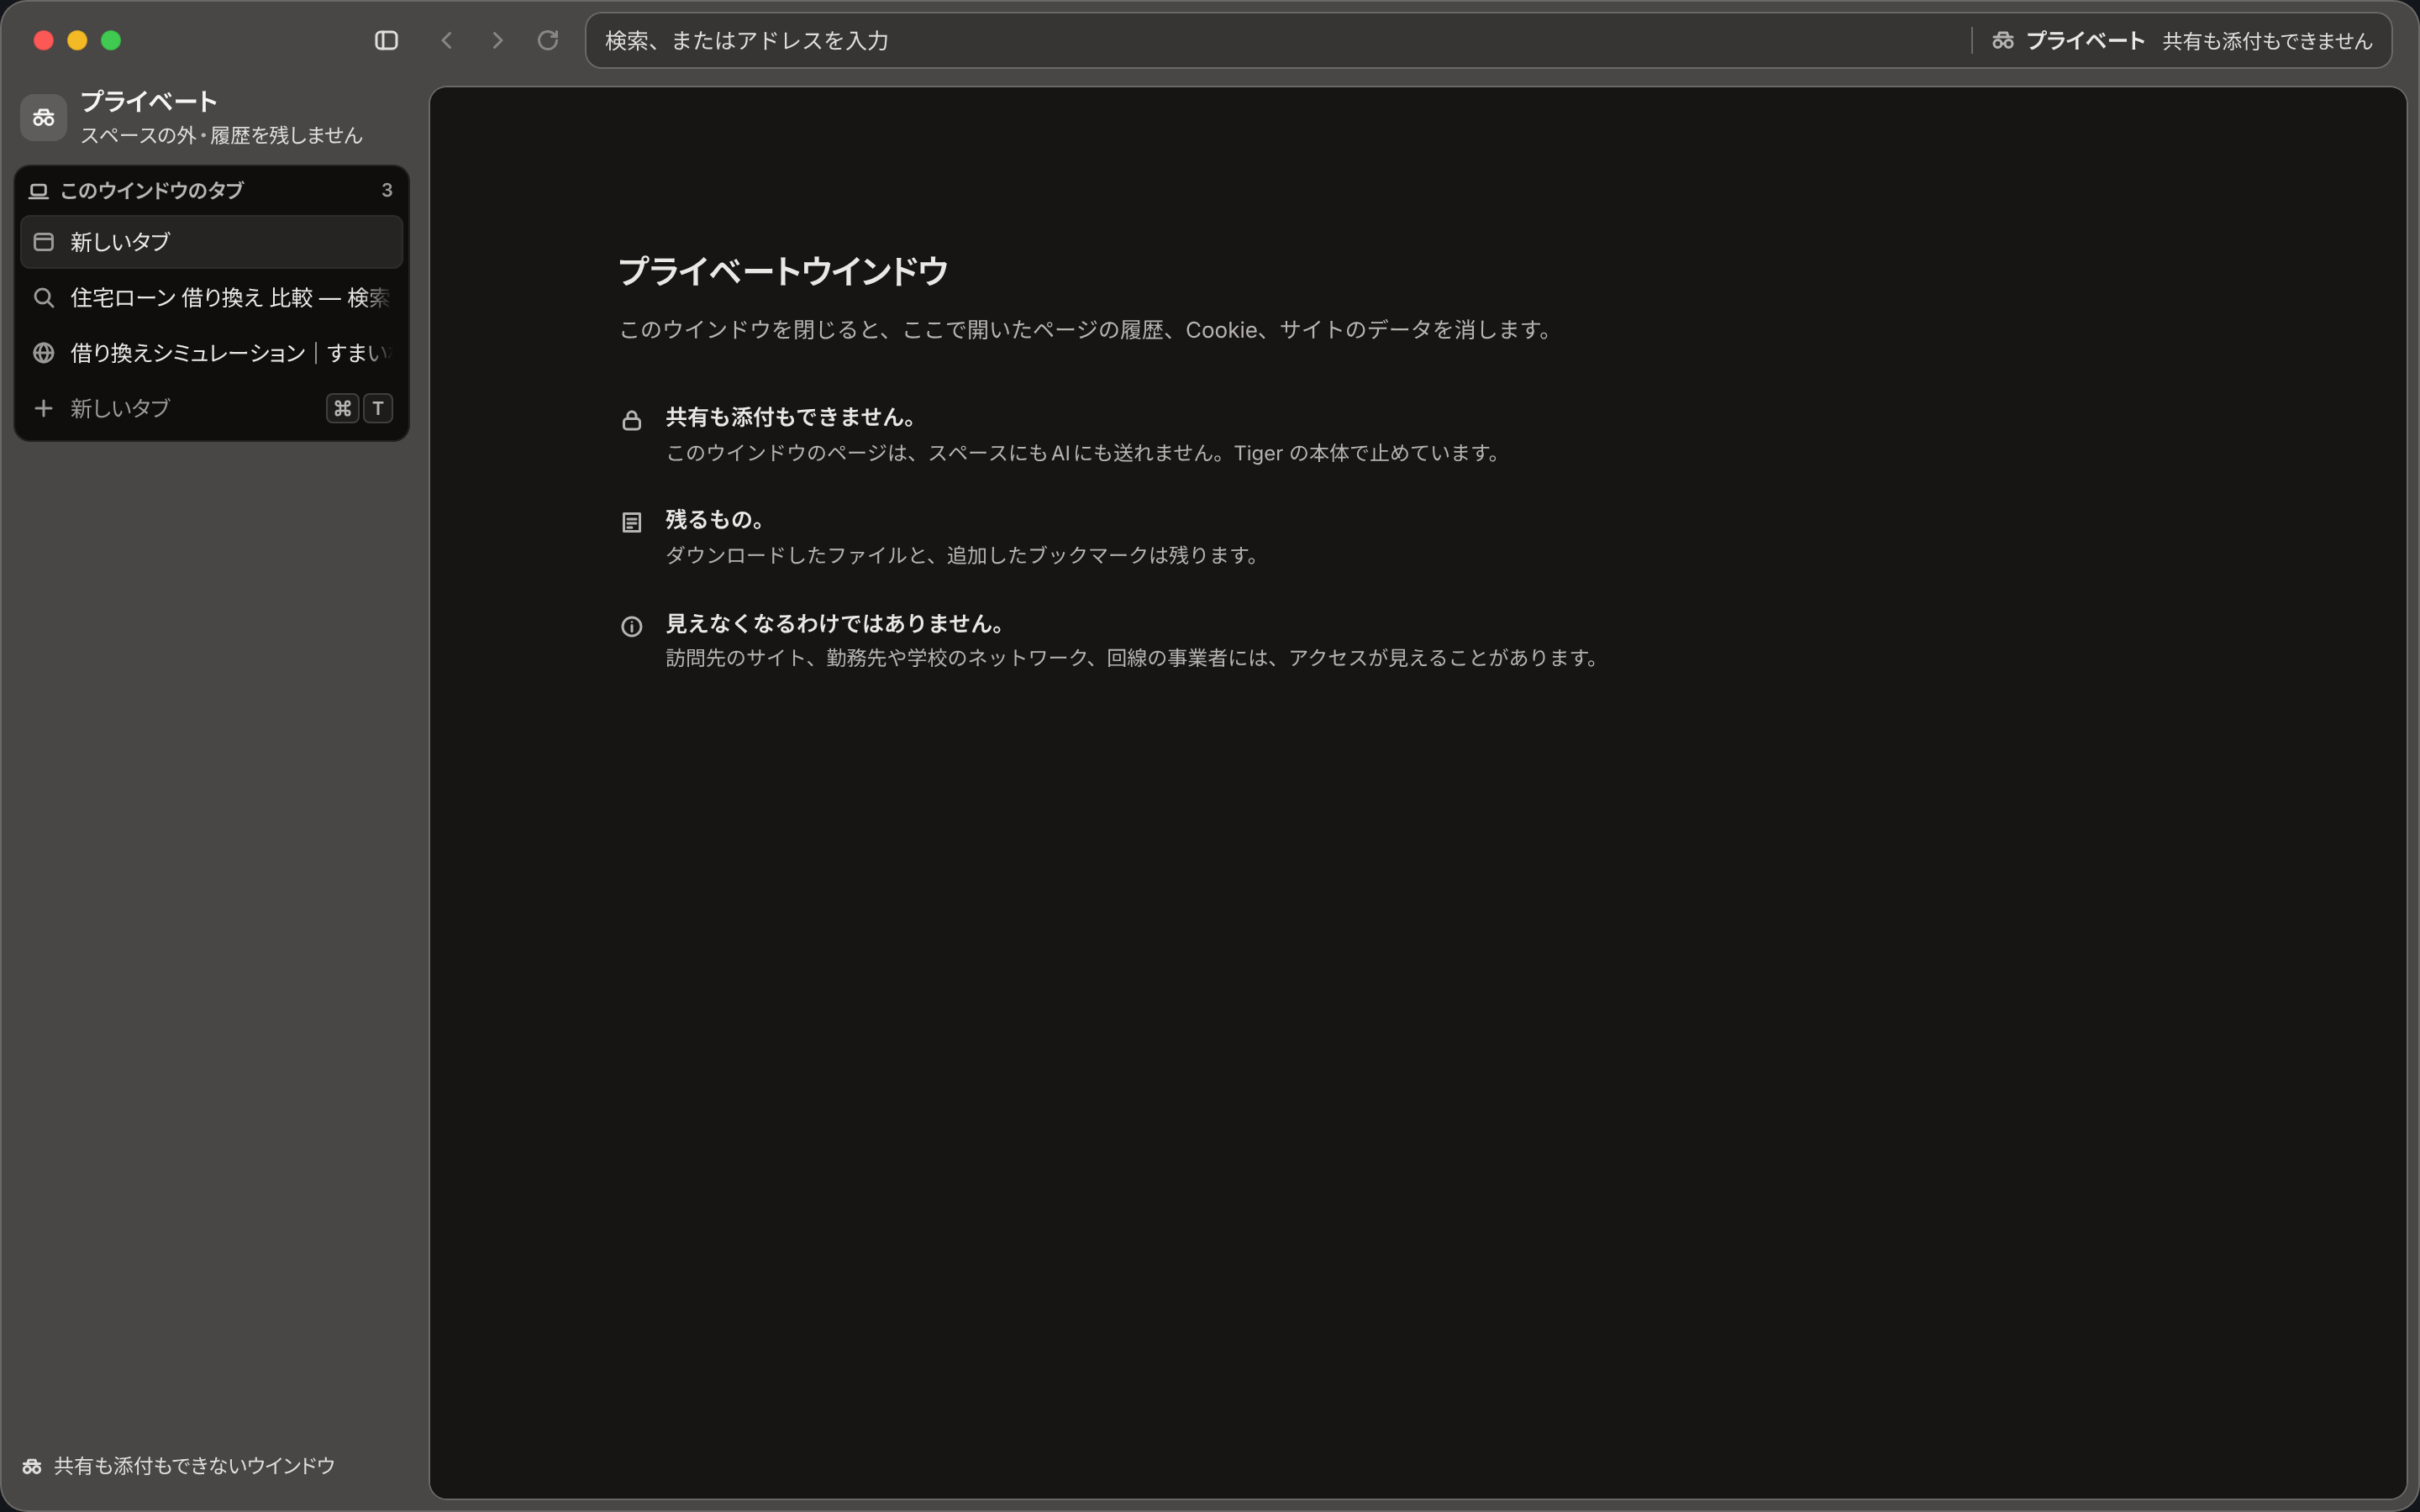 検索、またはアドレスを入力
プライベート 共有も添付もできません
プライベート
スペースの外・履歴を残しません
このウインドウのタブ 3
新しいタブ
住宅ローン 借り換え 比較 — 検索
借り換えシミュレーション｜すまい
新しいタブ ⌘ T
共有も添付もできないウインドウ
プライベートウインドウ
このウインドウを閉じると、ここで開いたページの履歴、Cookie、サイトのデータを消します。
共有も添付もできません。
このウインドウのページは、スペースにも AI にも送れません。Tiger の本体で止めています。
残るもの。
ダウンロードしたファイルと、追加したブックマークは残ります。
見えなくなるわけではありません。
訪問先のサイト、勤務先や学校のネットワーク、回線の事業者には、アクセスが見えることがあります。